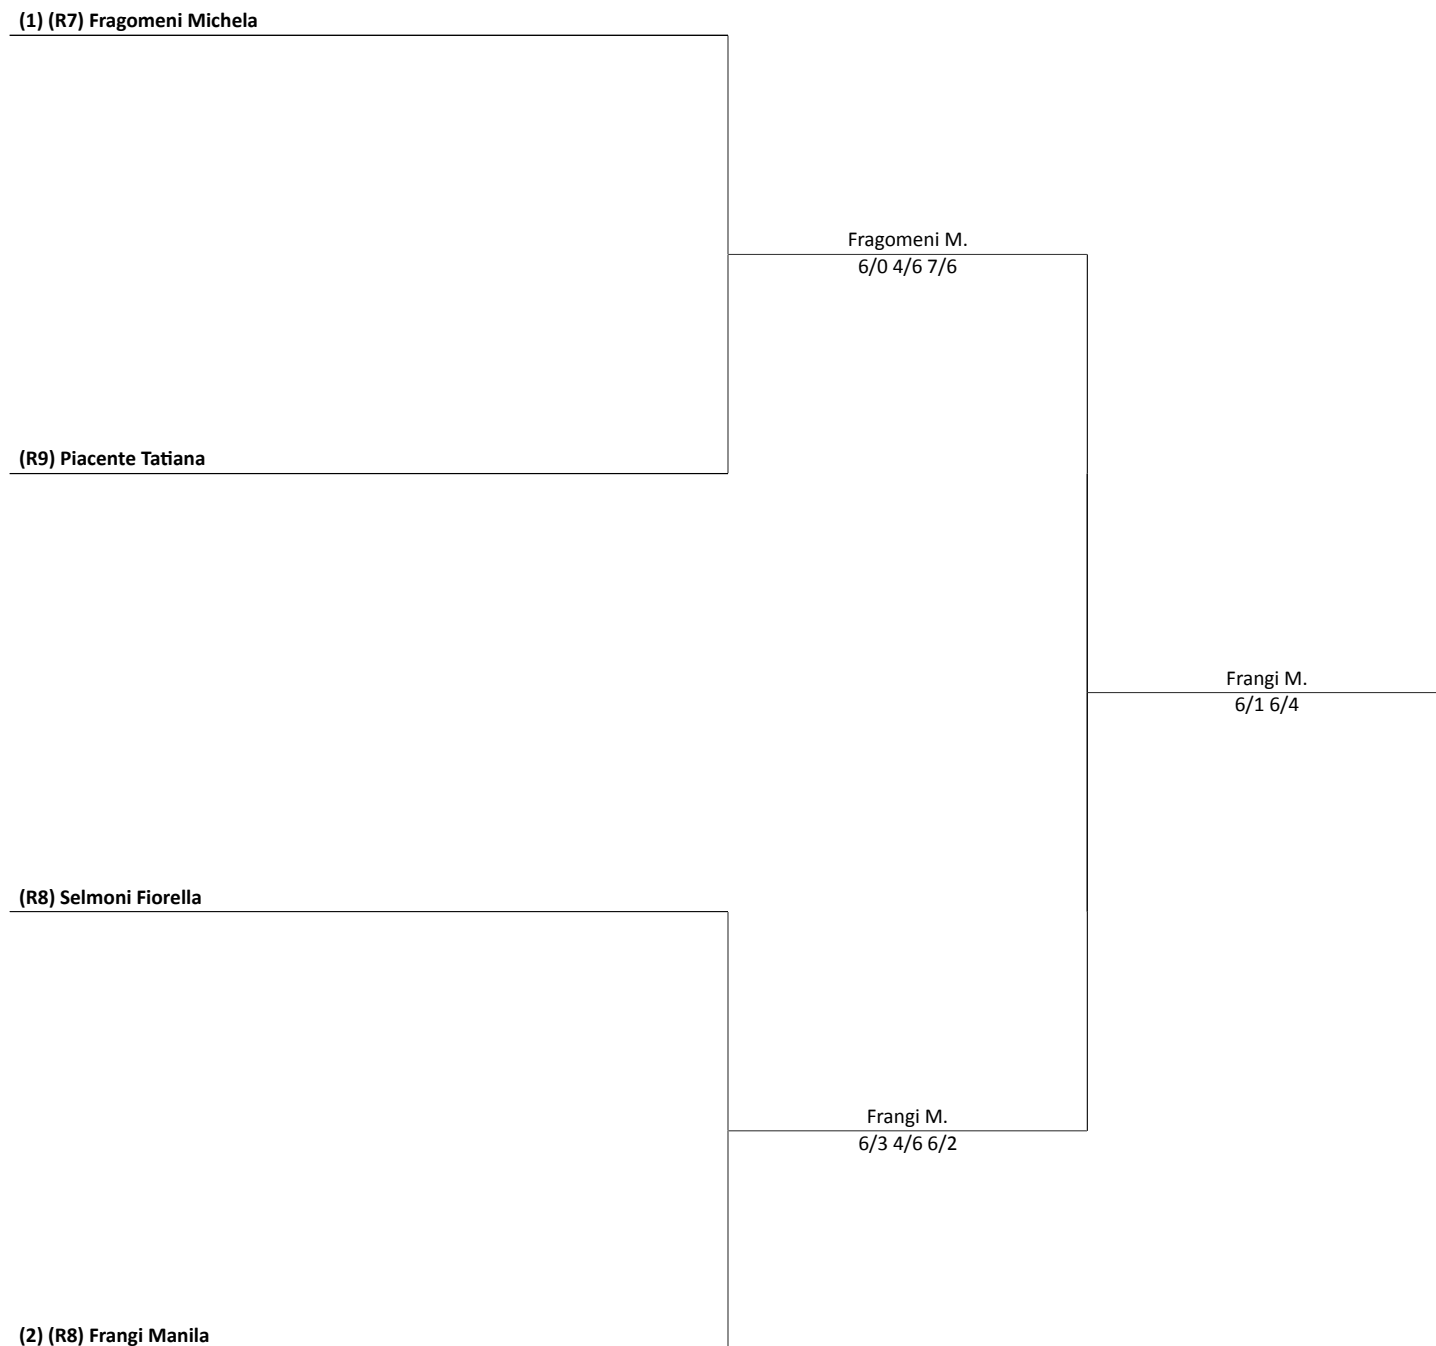 (1) (R7) Fragomeni Michela
Fragomeni M.
6/0 4/6 7/6
(R9) Piacente Tatiana
Frangi M.
6/1 6/4
(R8) Selmoni Fiorella
Frangi M.
6/3 4/6 6/2
(2) (R8) Frangi Manila